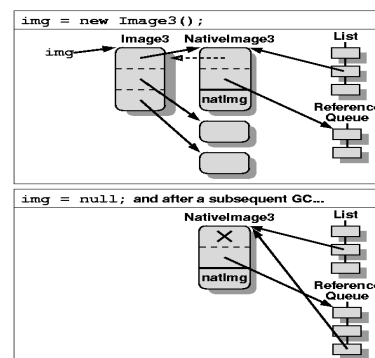 img = new Image3();
Image3 NativeImage3 List
img
natImg
Reference
Queue
img = null; and after a subsequent GC...
NativeImage3 List
natImg
Reference
Queue